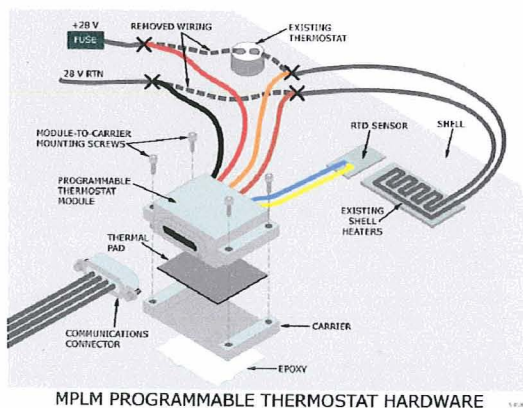 +28 V
FUSE
REMOVED WIRING
EXISTING
THERMOSTAT
28 V RTN
MODULE-TO-CARRIER
MOUNTING SCREWS
RTD SENSOR
SHELL
PROGRAMMABLE
THERMOSTAT
MODULE
EXISTING
SHELL
HEATERS
THERMAL
PAD
COMMUNICATIONS
CONNECTOR
CARRIER
EPOXY
MPLM PROGRAMMABLE THERMOSTAT HARDWARE